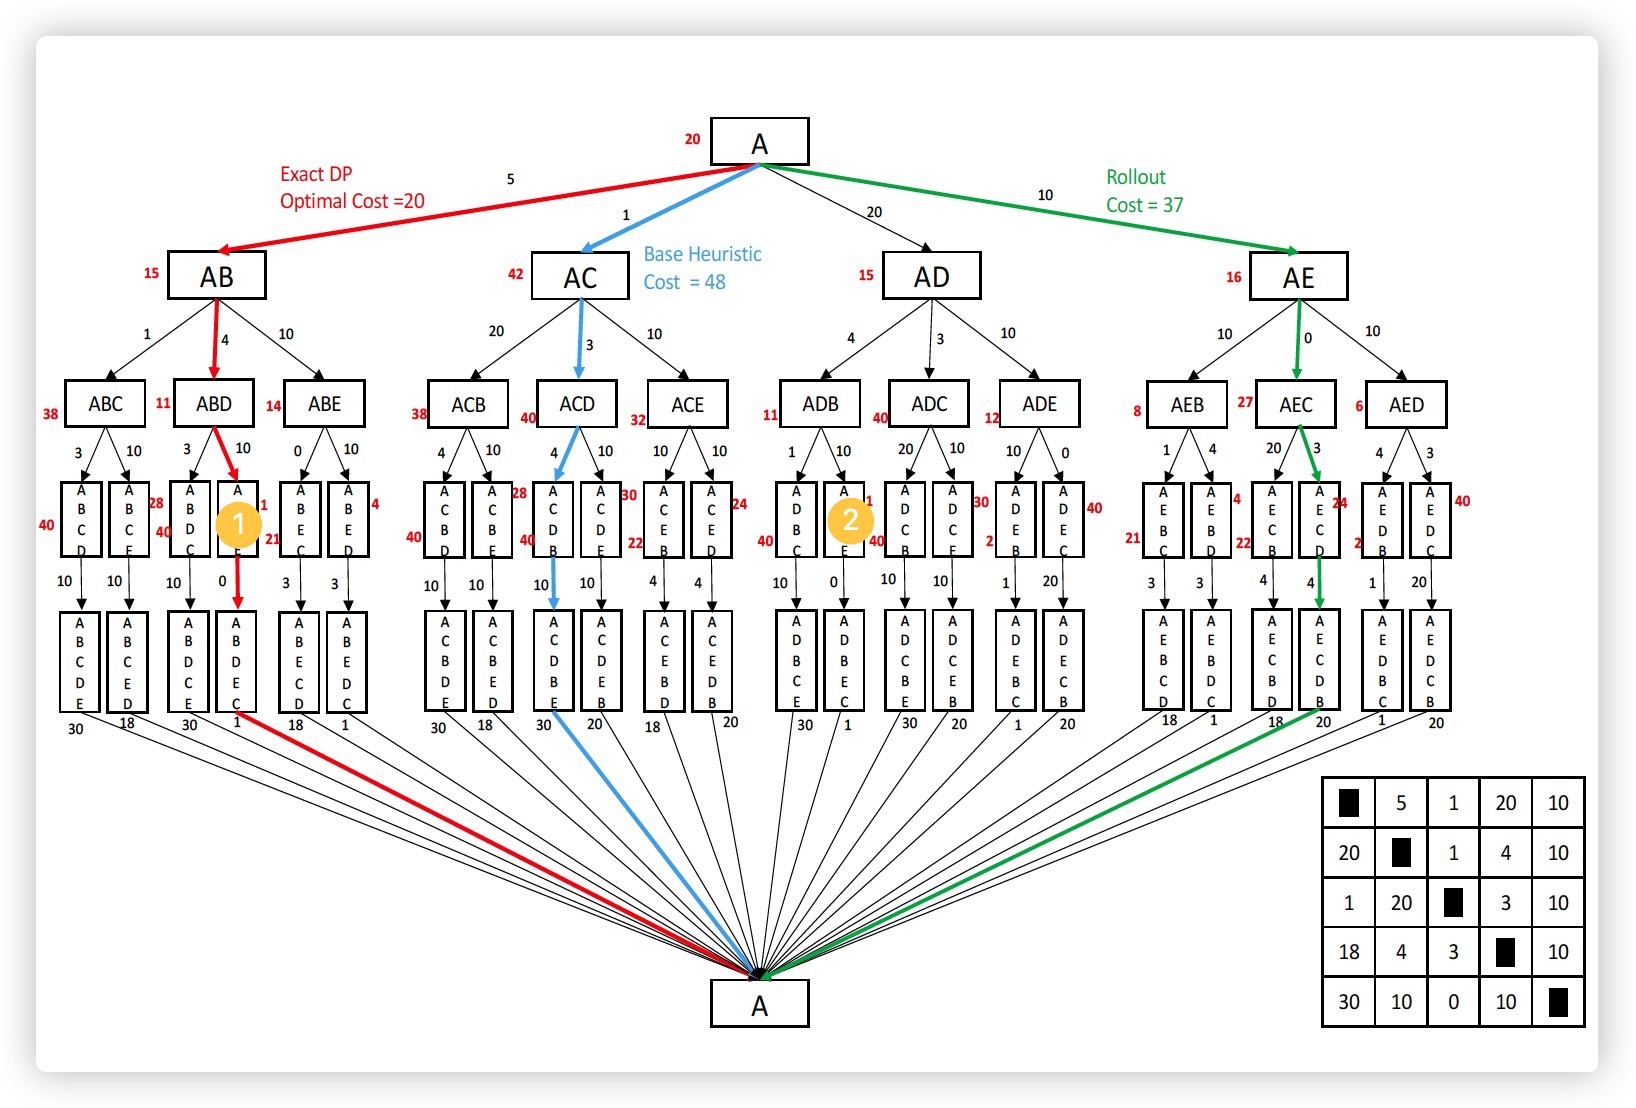 A
20
Exact DP
Optimal Cost =20
5
1
20
10
Rollout
Cost = 37
Base Heuristic
Cost = 48
15 AB
42 AC
15 AD
16 AE
1 4 10
20 3 10
4 3 10
10 0 10
38 ABC 11 ABD 14 ABE
38 ACB 40 ACD 32 ACE
11 ADB 40 ADC 12 ADE
8 AEB 27 AEC 6 AED
3 10 3 10 0 10
4 10 4 10 10 10
1 10 20 10 10 0
1 4 20 3 4 3
40 ABCD 28 ABCE 40 ABDC 1 E 1 21 ABEC ABED 4
40 ACBD ACBE 28 40 ACDB ACDE 30 22 ACEB ACED 24
40 ADBC A 2 E 1 40 ADCB ADCE 30 2 ADEB ADEC 40
21 AEBC AEBD 4 22 AECB AECD 24 2 AEDB AEDC 40
10 10 10 0 3 3
10 10 10 10 4 4
10 0 10 10 1 20
3 3 4 4 1 20
ABCDE ABCED ABDCE ABDEC ABECD ABEDC
ACBDE ACBED ACDBE ACDEB ACEBD ACEDB
ADBCE ADBEC ADCBE ADCEB ADEBC ADECB
AEBCD AEBDC AECBD AECDB AEDBC AEDCB
30 18 30 1 18 1
30 18 30 20 18 20
30 1 30 20 1 20
18 1 18 20 1 20
A
5 1 20 10
20 1 4 10
1 20 3 10
18 4 3 10
30 10 0 10